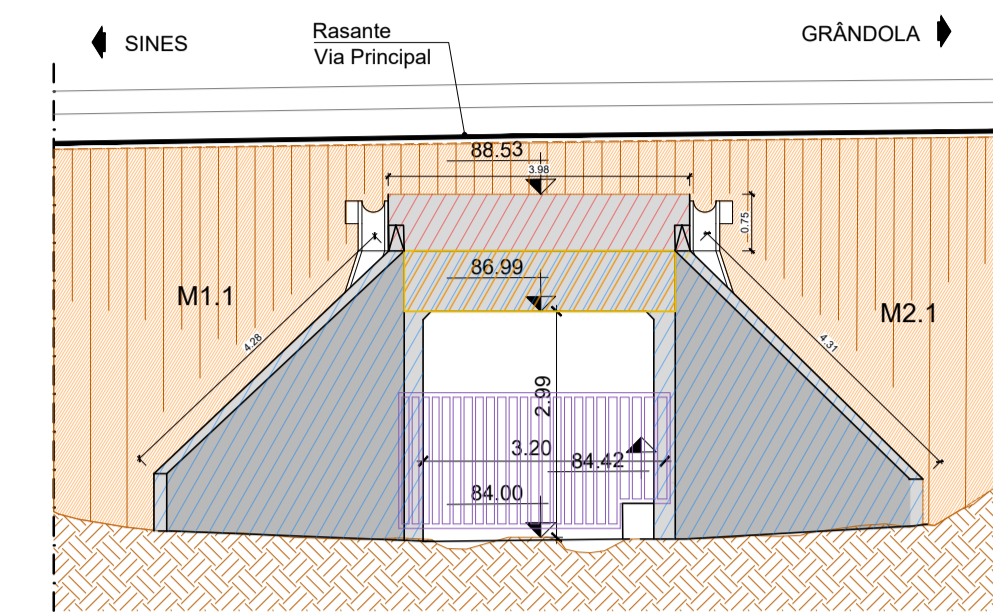 SINES
Rasante
Via Principal
GRÂNDOLA
88.53
3.98
0.75
86.99
M1.1
M2.1
4.28
4.31
2.99
3.20
84.42
84.00